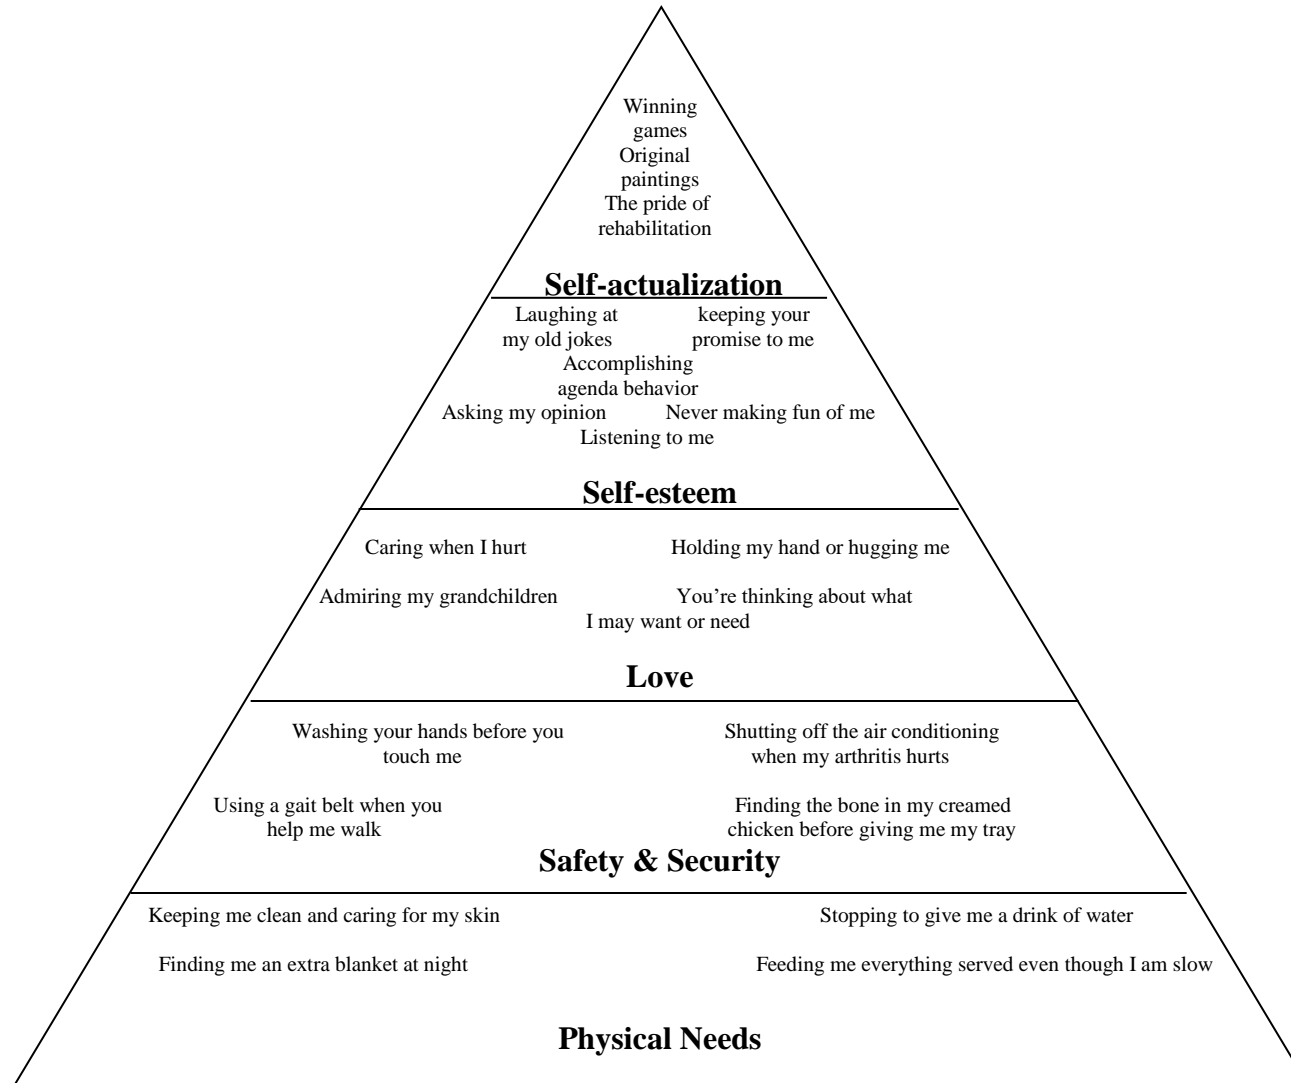 Winning
games
Original
paintings
The pride of
rehabilitation
Self-actualization
Laughing at keeping your
my old jokes promise to me
Accomplishing
agenda behavior
Asking my opinion Never making fun of me
Listening to me
Self-esteem
Caring when I hurt Holding my hand or hugging me
Admiring my grandchildren You’re thinking about what
I may want or need
Love
Washing your hands before you Shutting off the air conditioning
touch me when my arthritis hurts
Using a gait belt when you Finding the bone in my creamed
help me walk chicken before giving me my tray
Safety & Security
Keeping me clean and caring for my skin Stopping to give me a drink of water
Finding me an extra blanket at night Feeding me everything served even though I am slow
Physical Needs